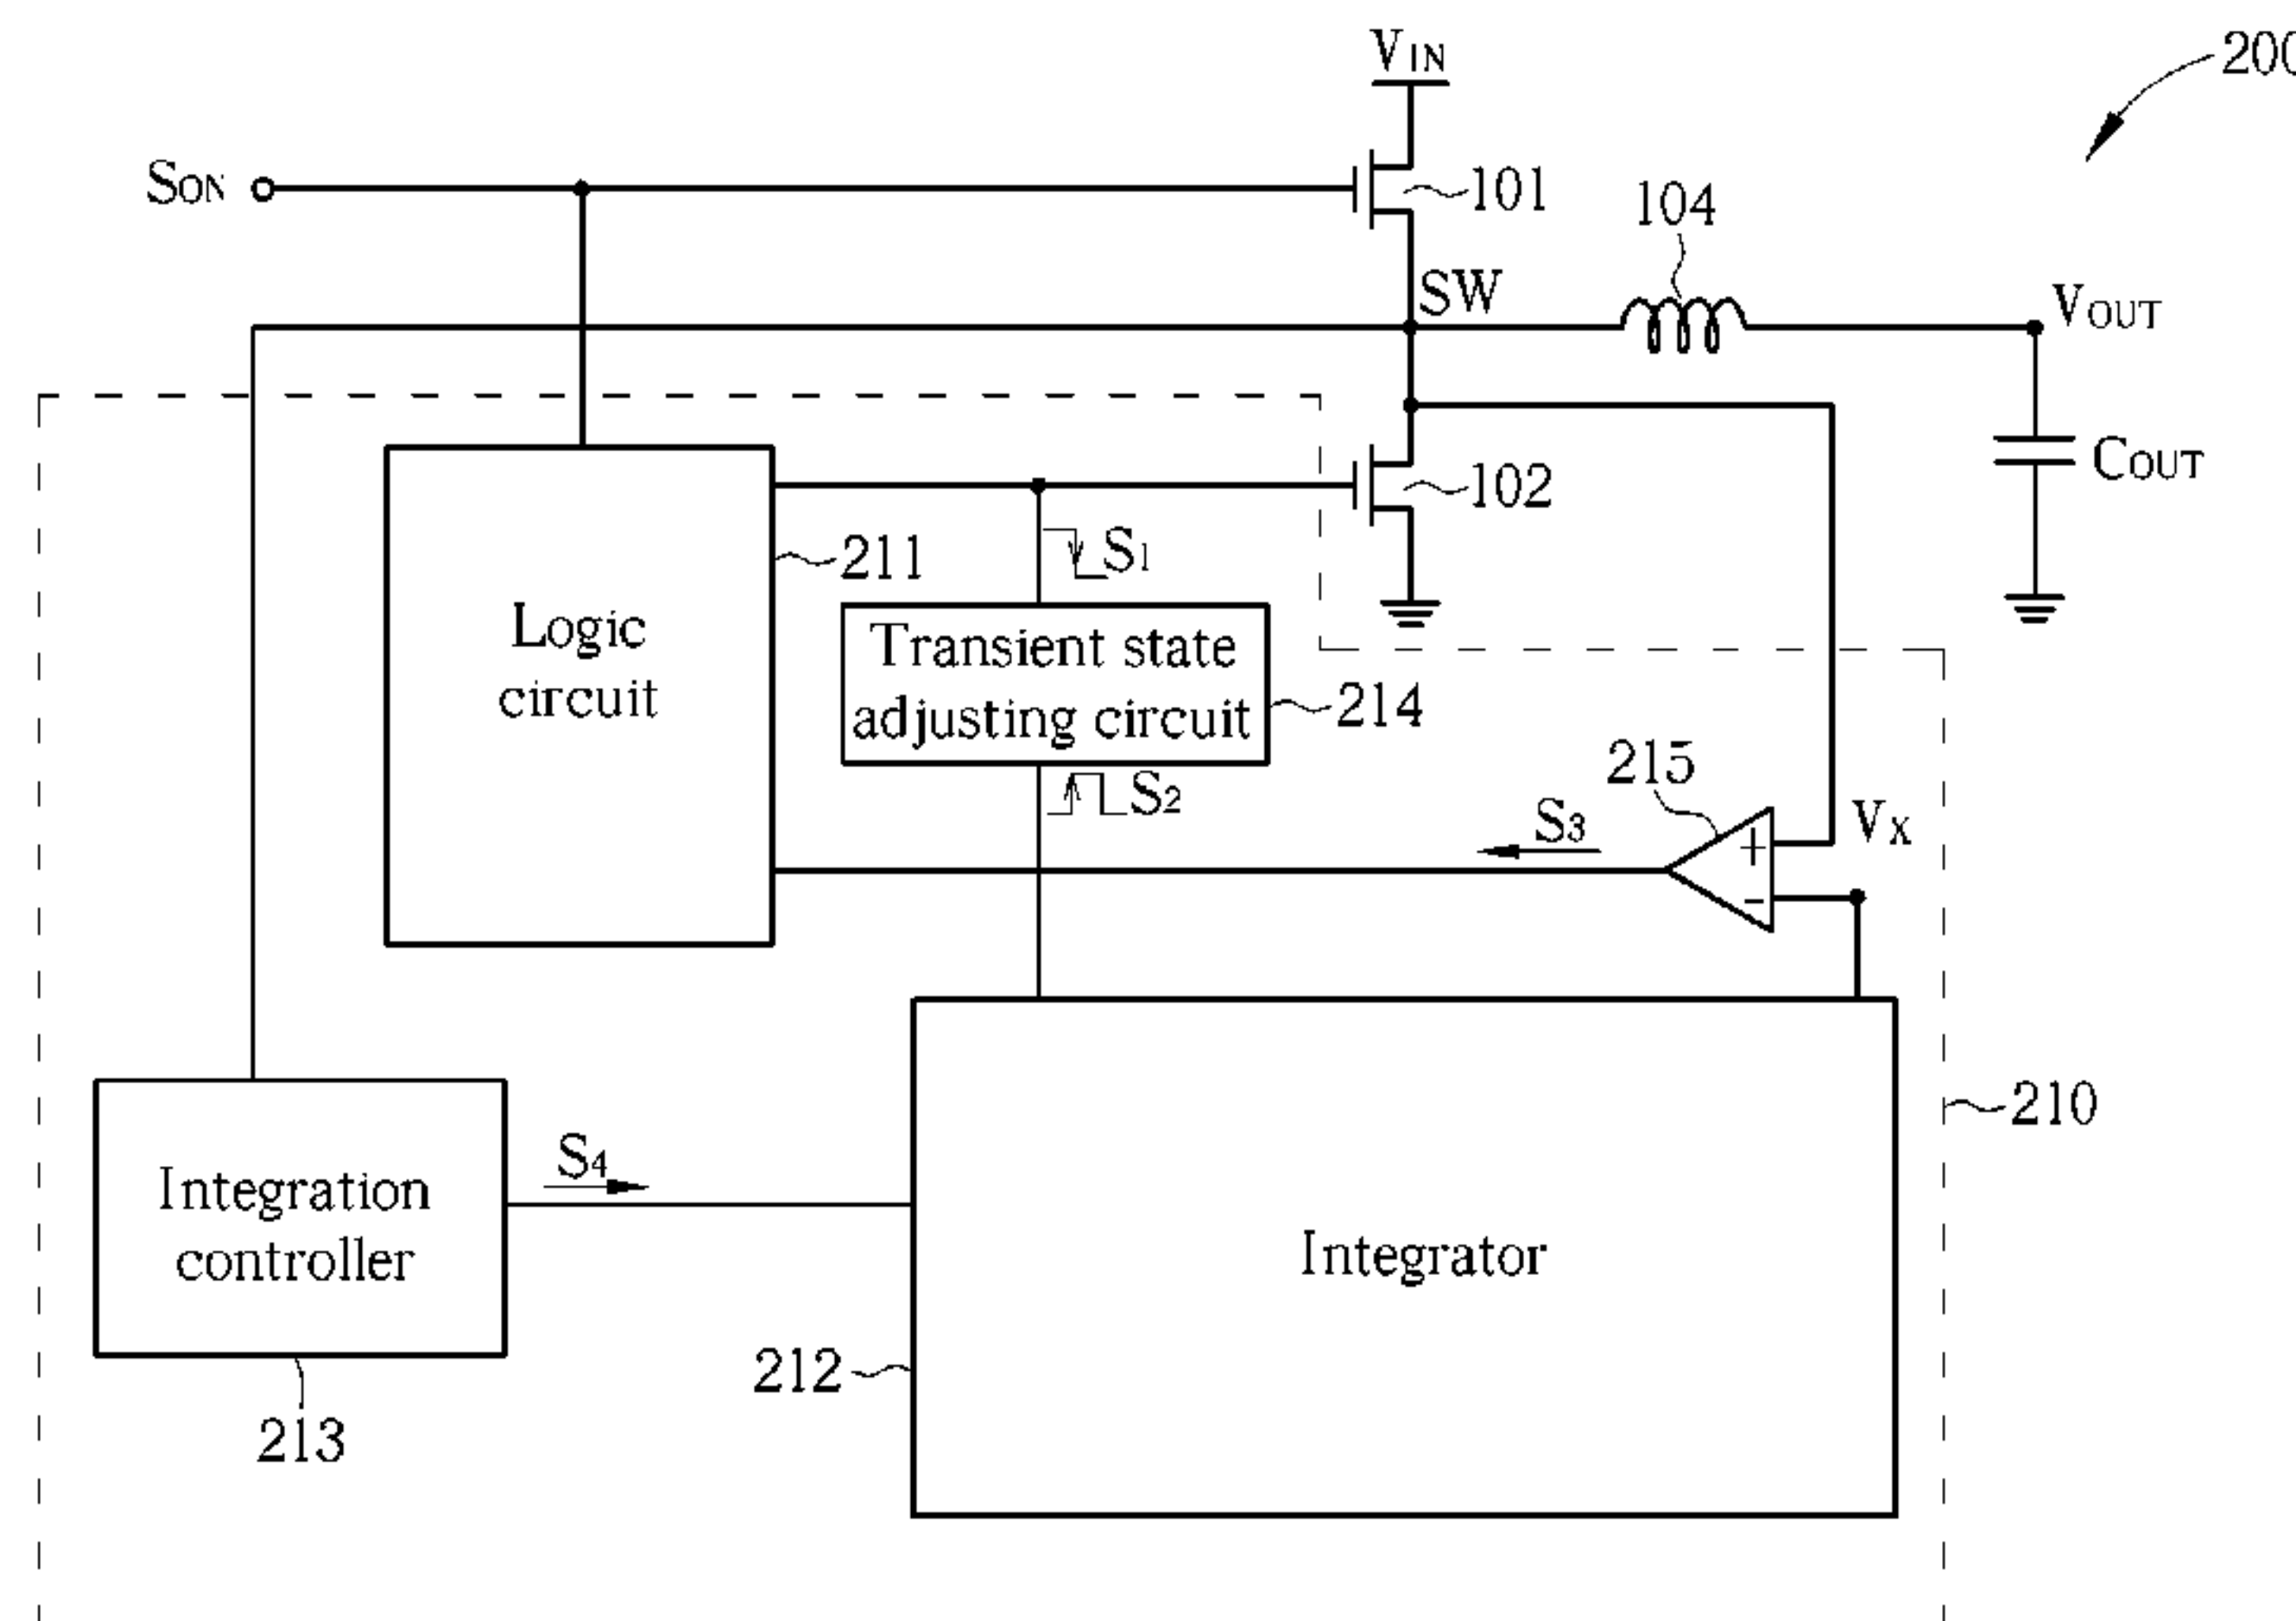 VIN
200
SON
101
104
SW
VOUT
102
COUT
S1
211
Logic
circuit
Transient state
adjusting circuit
214
S2
215
S3
+
VX
-
210
S4
Integration
controller
Integrator
212
213